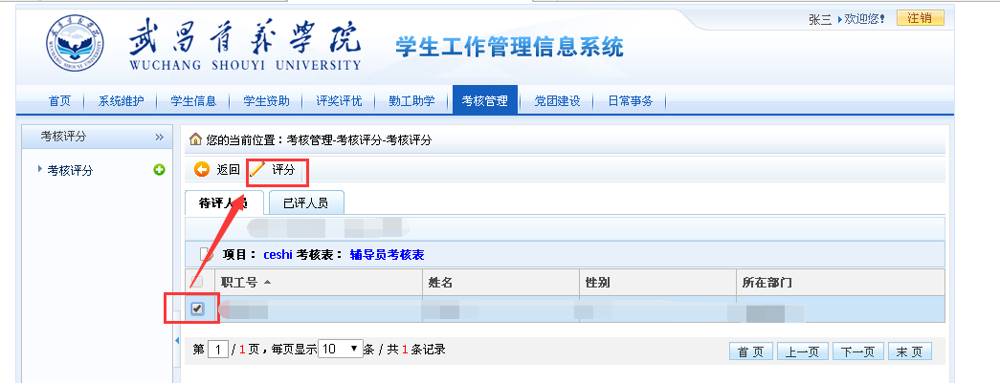 张三 欢迎您! 注销
武昌首义学院
WUCHANG SHOUYI UNIVERSITY
学生工作管理信息系统
首页 系统维护 学生信息 学生资助 评奖评优 勤工助学 考核管理 党团建设 日常事务
考核评分 »
考核评分
您的当前位置：考核管理-考核评分-考核评分
返回 评分
待评人员 已评人员
项目： ceshi 考核表： 辅导员考核表
职工号 姓名 性别 所在部门
第 1 / 1 页，每页显示 10 条 / 共 1 条记录
首 页 上一页 下一页 末 页